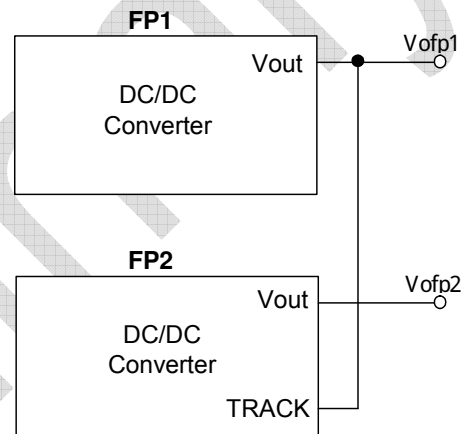 FP1
Vofp1
Vout
DC/DC
Converter
FP2
Vofp2
Vout
DC/DC
Converter
TRACK